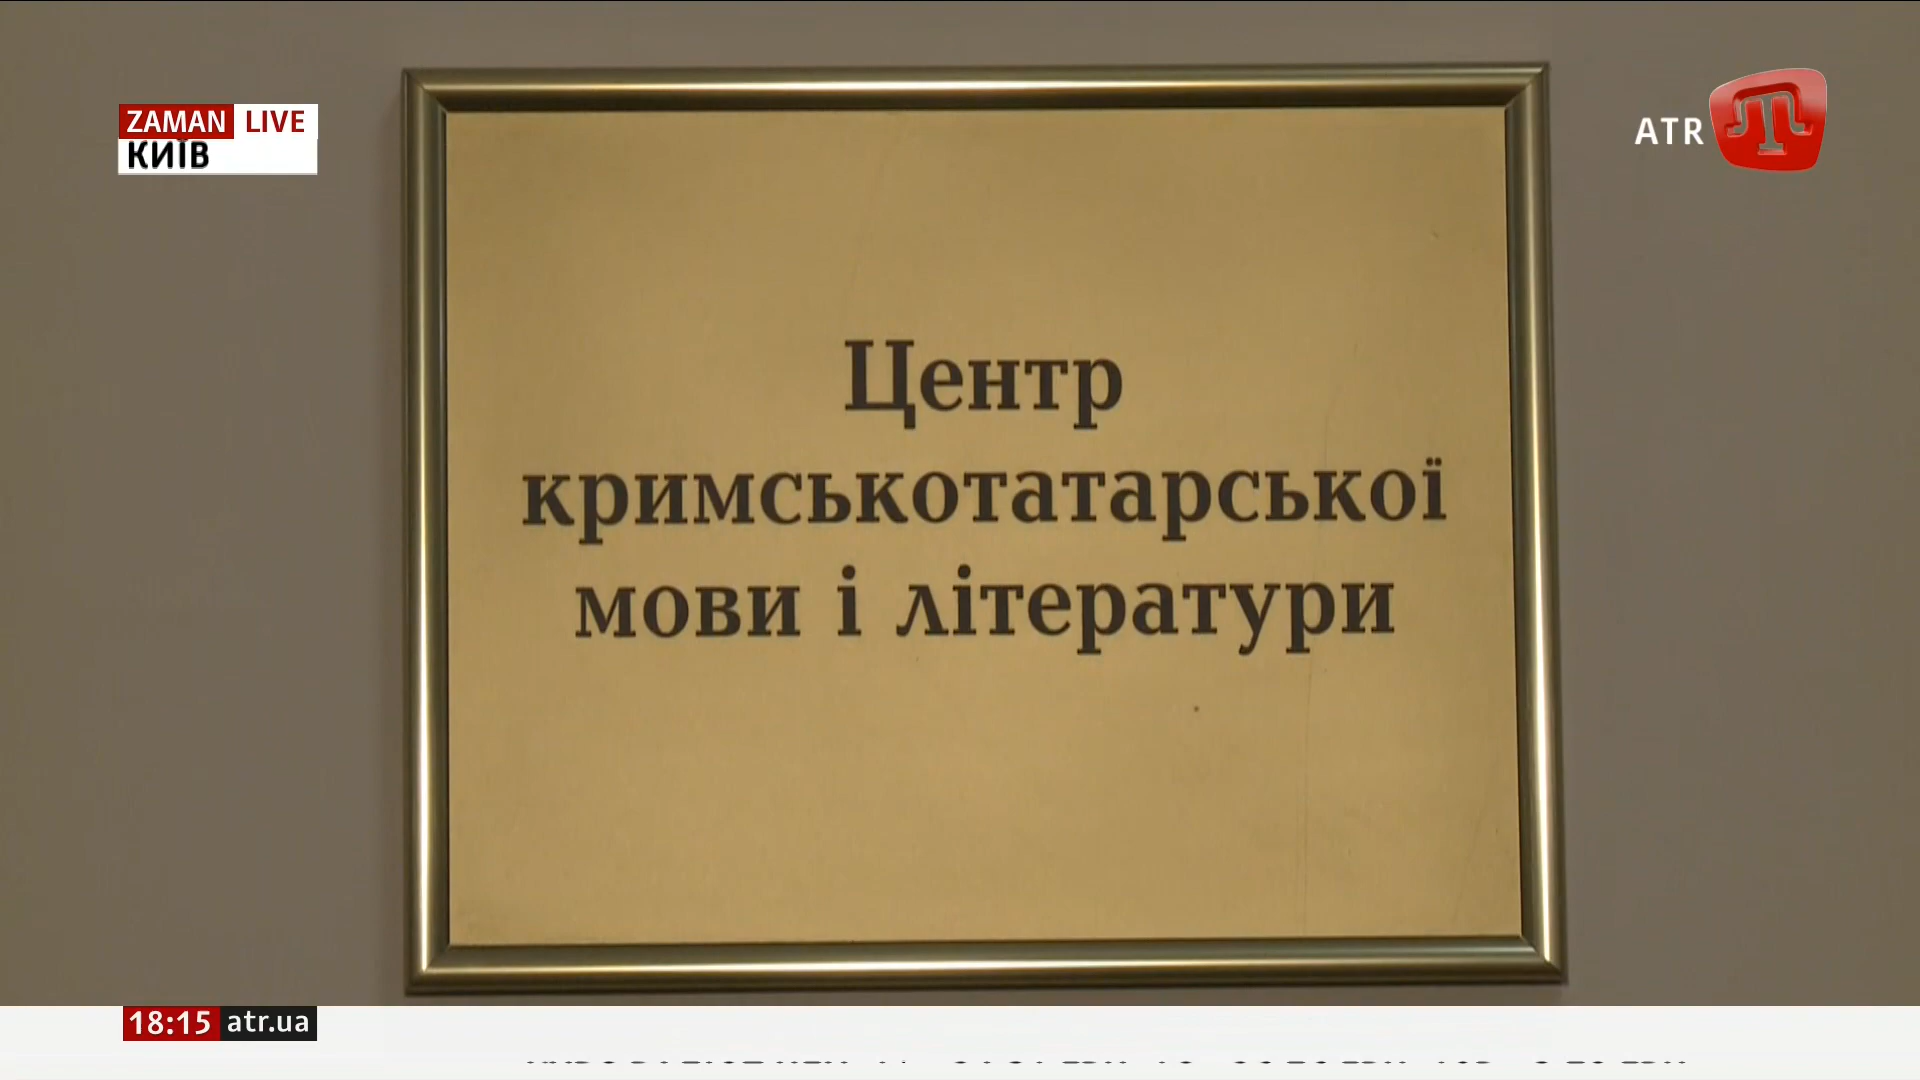 ZAMAN LIVE
КИЇВ
ATR
Центр
кримськотатарської
мови і літератури
18:15 atr.ua